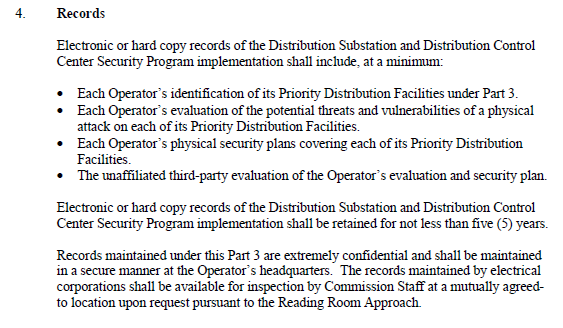 4. Records
Electronic or hard copy records of the Distribution Substation and Distribution Control
Center Security Program implementation shall include, at a minimum:
• Each Operator's identification of its Priority Distribution Facilities under Part 3.
• Each Operator's evaluation of the potential threats and vulnerabilities of a physical
attack on each of its Priority Distribution Facilities.
• Each Operator's physical security plans covering each of its Priority Distribution
Facilities.
• The unaffiliated third-party evaluation of the Operator's evaluation and security plan.
Electronic or hard copy records of the Distribution Substation and Distribution Control
Center Security Program implementation shall be retained for not less than five (5) years.
Records maintained under this Part 3 are extremely confidential and shall be maintained
in a secure manner at the Operator's headquarters. The records maintained by electrical
corporations shall be available for inspection by Commission Staff at a mutually agreed-
to location upon request pursuant to the Reading Room Approach.